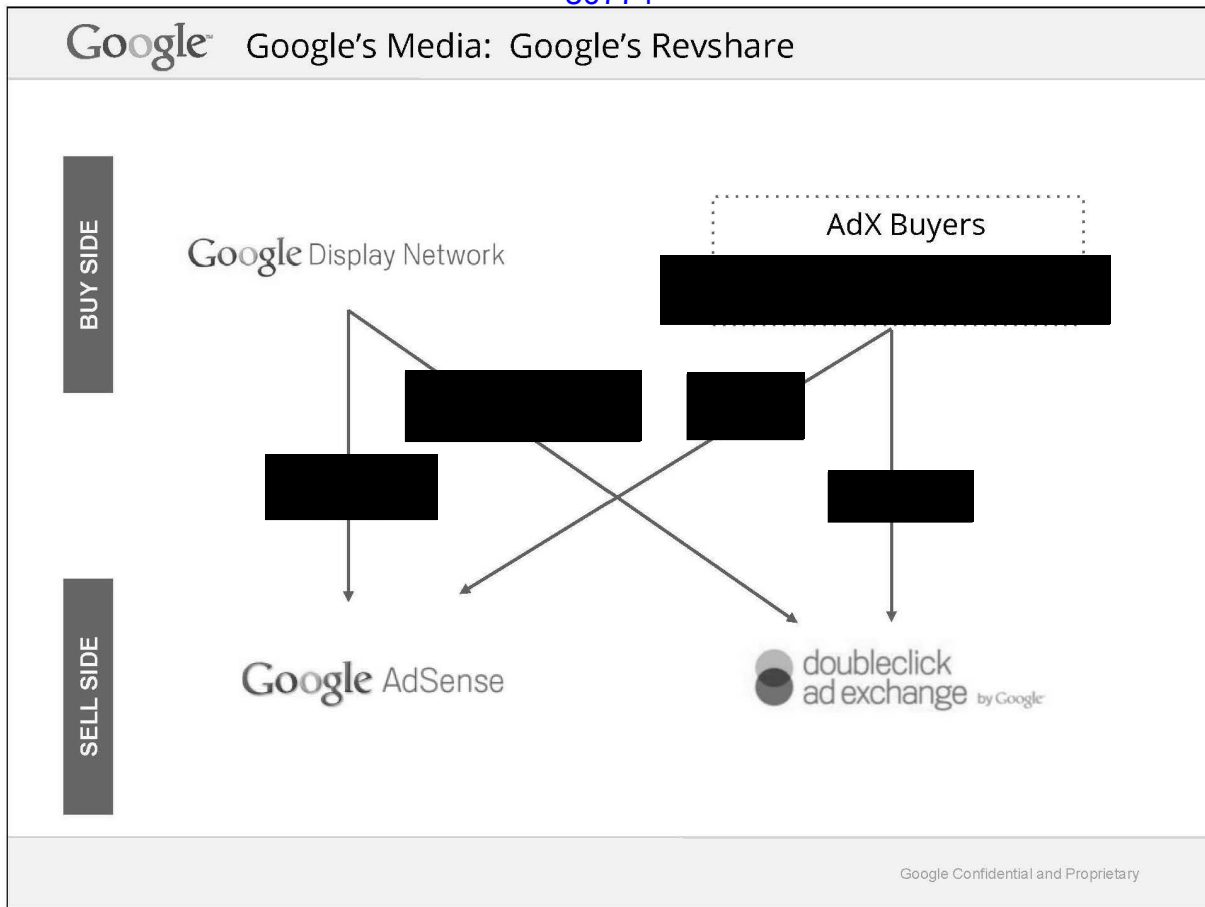 Google™ Google's Media: Google's Revshare
BUY SIDE
Google Display Network
AdX Buyers
SELL SIDE
Google AdSense
doubleclick
ad exchange by Google
Google Confidential and Proprietary